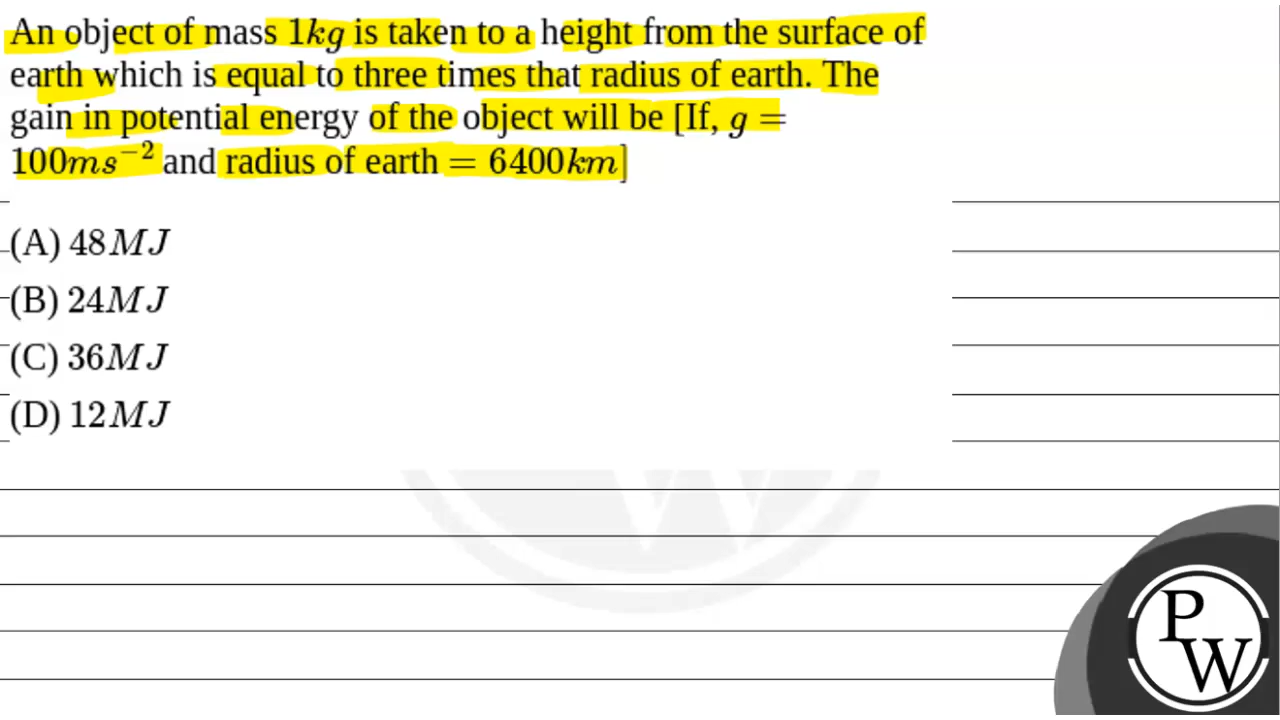 An object of mass 1kg is taken to a height from the surface of
earth which is equal to three times that radius of earth. The
gain in potential energy of the object will be [If, g =
100ms⁻² and radius of earth = 6400km]
(A) 48MJ
(B) 24MJ
(C) 36MJ
(D) 12MJ
P
W